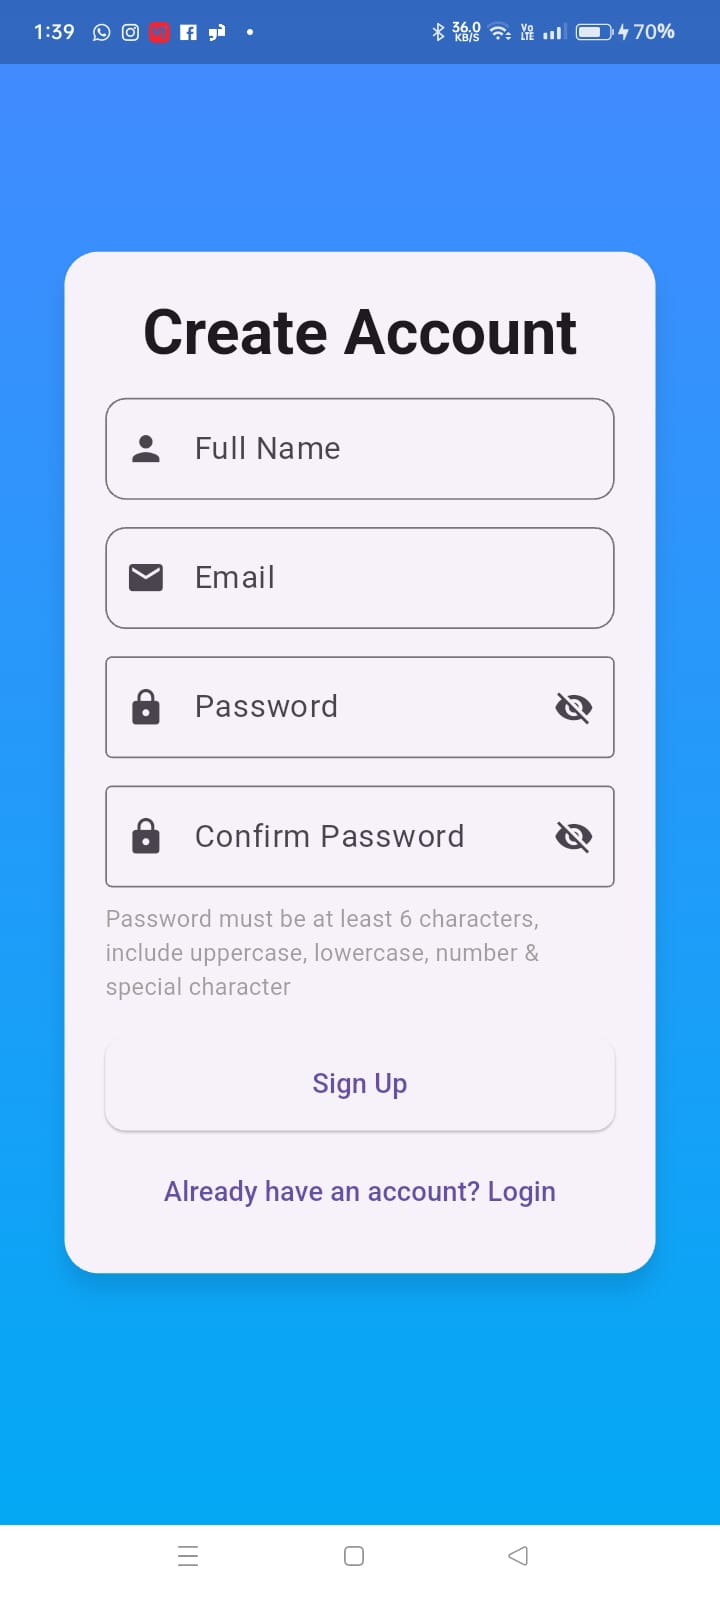 1:39 36.0 KB/S Vo LTE 70%
Create Account
Full Name
Email
Password
Confirm Password
Password must be at least 6 characters,
include uppercase, lowercase, number &
special character
Sign Up
Already have an account? Login